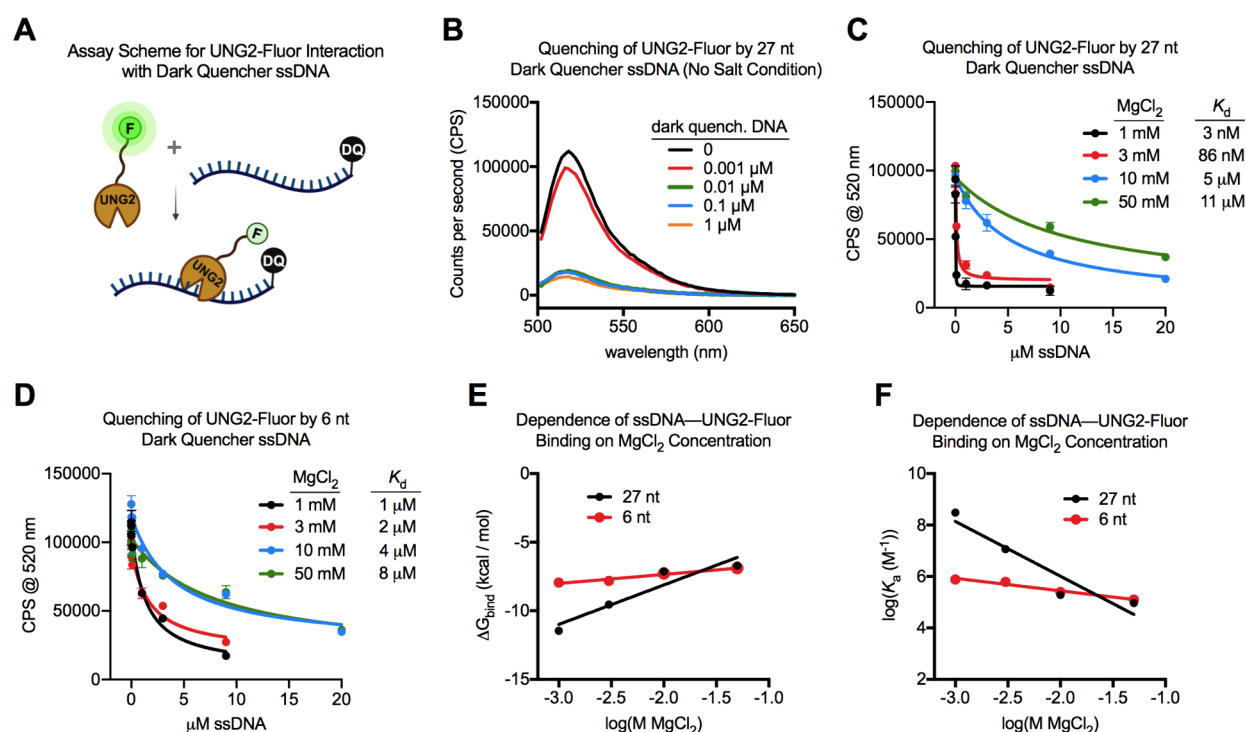 A
Assay Scheme for UNG2-Fluor Interaction
with Dark Quencher ssDNA
F
+
DQ
UNG2
F
DQ
UNG2
B
Quenching of UNG2-Fluor by 27 nt
Dark Quencher ssDNA (No Salt Condition)
Counts per second (CPS)
150000
100000
50000
0
dark quench. DNA
0
0.001 µM
0.01 µM
0.1 µM
1 µM
500 550 600 650
wavelength (nm)
C
Quenching of UNG2-Fluor by 27 nt
Dark Quencher ssDNA
CPS @ 520 nm
150000
100000
50000
0
MgCl2 Kd
1 mM 3 nM
3 mM 86 nM
10 mM 5 µM
50 mM 11 µM
0 5 10 15 20
µM ssDNA
D
Quenching of UNG2-Fluor by 6 nt
Dark Quencher ssDNA
CPS @ 520 nm
150000
100000
50000
0
MgCl2 Kd
1 mM 1 µM
3 mM 2 µM
10 mM 4 µM
50 mM 8 µM
0 5 10 15 20
µM ssDNA
E
Dependence of ssDNA—UNG2-Fluor
Binding on MgCl2 Concentration
ΔGbind (kcal / mol)
0
-5
-10
-15
27 nt
6 nt
-3.0 -2.5 -2.0 -1.5 -1.0
log(M MgCl2)
F
Dependence of ssDNA—UNG2-Fluor
Binding on MgCl2 Concentration
log(Ka (M-1))
10
8
6
4
2
27 nt
6 nt
-3.0 -2.5 -2.0 -1.5 -1.0
log(M MgCl2)